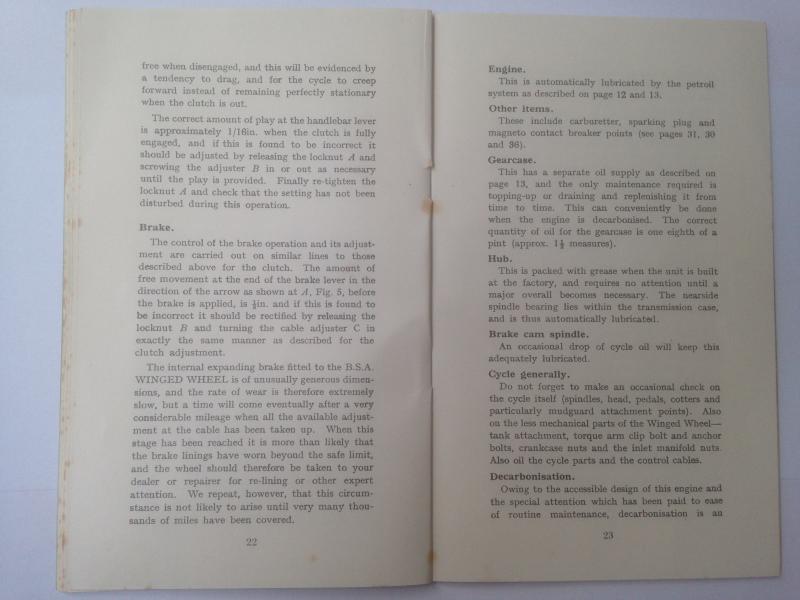 free when disengaged, and this will be evidenced by
a tendency to drag, and for the cycle to creep
forward instead of remaining perfectly stationary
when the clutch is out.
The correct amount of play at the handlebar lever
is approximately 1/16in. when the clutch is fully
engaged, and if this is found to be incorrect it
should be adjusted by releasing the locknut A and
screwing the adjuster B in or out as necessary
until the play is provided. Finally re-tighten the
locknut A and check that the setting has not been
disturbed during this operation.
Brake.
The control of the brake operation and its adjust-
ment are carried out on similar lines to those
described above for the clutch. The amount of
free movement at the end of the brake lever in the
direction of the arrow as shown at A, Fig. 5, before
the brake is applied, is in. and if this is found to
be incorrect it should be rectified by releasing the
locknut B and turning the cable adjuster C in
exactly the same manner as described for the
clutch adjustment.
The internal expanding brake fitted to the B.S.A.
WINGED WHEEL is of unusually generous dimen-
sions, and the rate of wear is therefore extremely
slow, but a time will come eventually after a very
considerable mileage when all the available adjust-
ment at the cable has been taken up. When this
stage has been reached it is more than likely that
the brake linings have worn beyond the safe limit,
and the wheel should therefore be taken to your
dealer or repairer for re-lining or other expert
attention. We repeat, however, that this circum-
stance is not likely to arise until very many thou-
sands of miles have been covered.
22
Engine.
This is automatically lubricated by the petroil
system as described on page 12 and 13.
Other items.
These include carburetter, sparking plug and
magneto contact breaker points (see pages 31, 39
and 36).
Gearcase.
This has a separate oil supply as described on
page 13, and the only maintenance required is
topping-up or draining and replenishing it from
time to time. This can conveniently be done
when the engine is decarbonised. The correct
quantity of oil for the gearcase is one eighth of a
pint (approx. 1½ measures).
Hub.
This is packed with grease when the unit is built
at the factory, and requires no attention until a
major overall becomes necessary. The nearside
spindle bearing lies within the transmission case,
and is thus automatically lubricated.
Brake cam spindle.
An occasional drop of cycle oil will keep this
adequately lubricated.
Cycle generally.
Do not forget to make an occasional check on
the cycle itself (spindles, head, pedals, cotters and
particularly mudguard attachment points). Also
on the less mechanical parts of the Winged Wheel—
tank attachment, torque arm clip bolt and anchor
bolts, crankcase nuts and the inlet manifold nuts.
Also oil the cycle parts and the control cables.
Decarbonisation.
Owing to the accessible design of this engine and
the special attention which has been paid to ease
of routine maintenance, decarbonisation is an
23